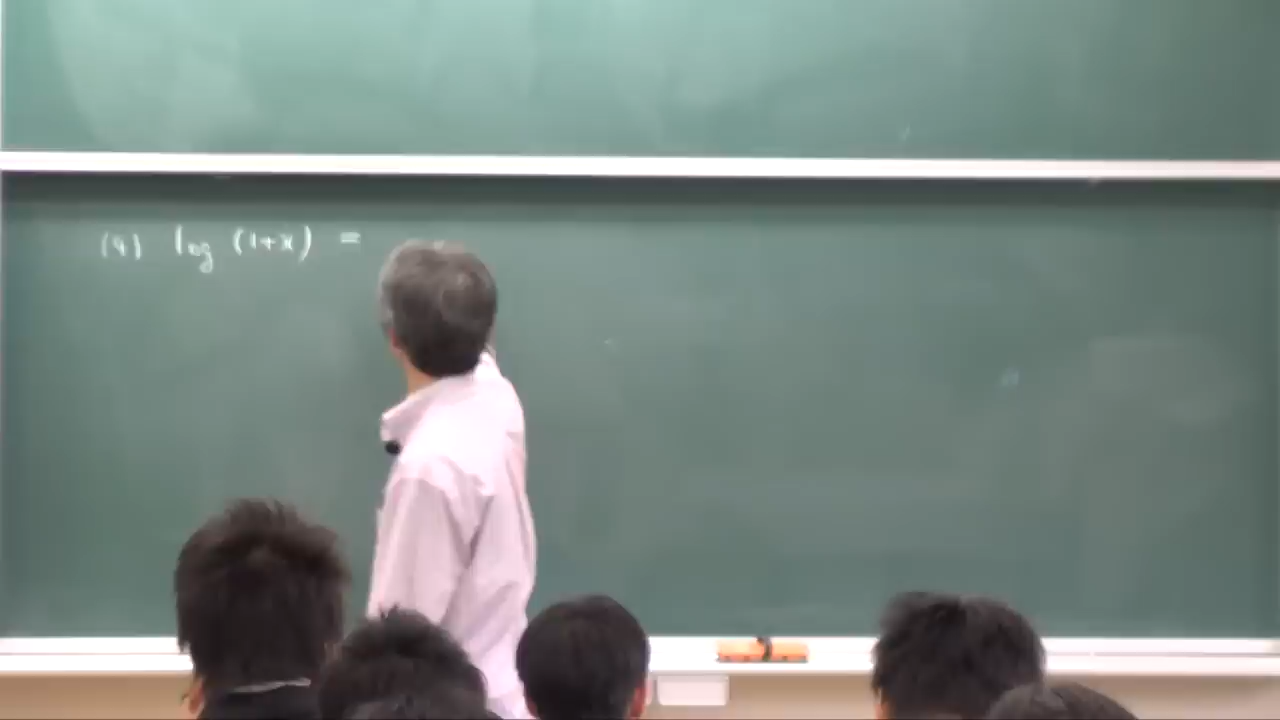 (4) log (1+x) =